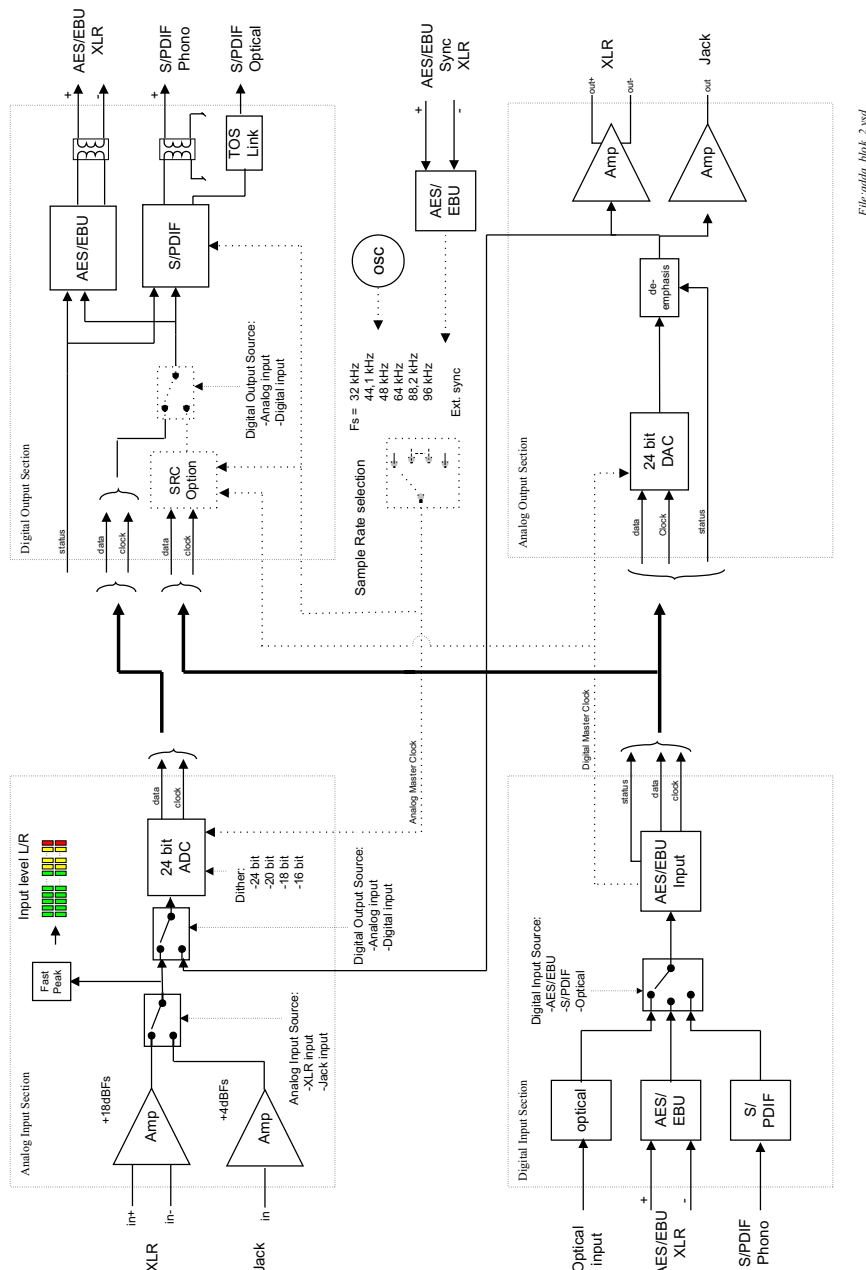 Analog Input Section
XLR
in+
in-
Jack
in
Amp
+18dBFs
Amp
+4dBFs
Analog Input Source:
-XLR input
-Jack input
Fast
Peak
Input level L/R
Digital Output Source:
-Analog input
-Digital input
24 bit
ADC
Dither:
-24 bit
-20 bit
-18 bit
-16 bit
data
clock
Analog Master Clock
Digital Output Section
status
data
clock
data
clock
SRC
Option
Digital Output Source:
-Analog input
-Digital input
AES/EBU
S/PDIF
TOS
Link
+
-
AES/EBU
XLR
+
S/PDIF
Phono
S/PDIF
Optical
Sample Rate selection
Fs = 32 kHz
44,1 kHz
48 kHz
64 kHz
88,2 kHz
96 kHz
Ext. sync
OSC
AES/
EBU
+
-
AES/EBU
Sync
XLR
Digital Input Section
Optical
input
AES/EBU
XLR
+
-
S/PDIF
Phono
optical
AES/
EBU
S/
PDIF
Digital Input Source:
-AES/EBU
-S/PDIF
-Optical
AES/EBU
Input
status
data
clock
Digital Master Clock
Analog Output Section
data
Clock
status
24 bit
DAC
de-
emphasis
Amp
out+
out-
XLR
Amp
out
Jack
File:adda_blok_2.vsd